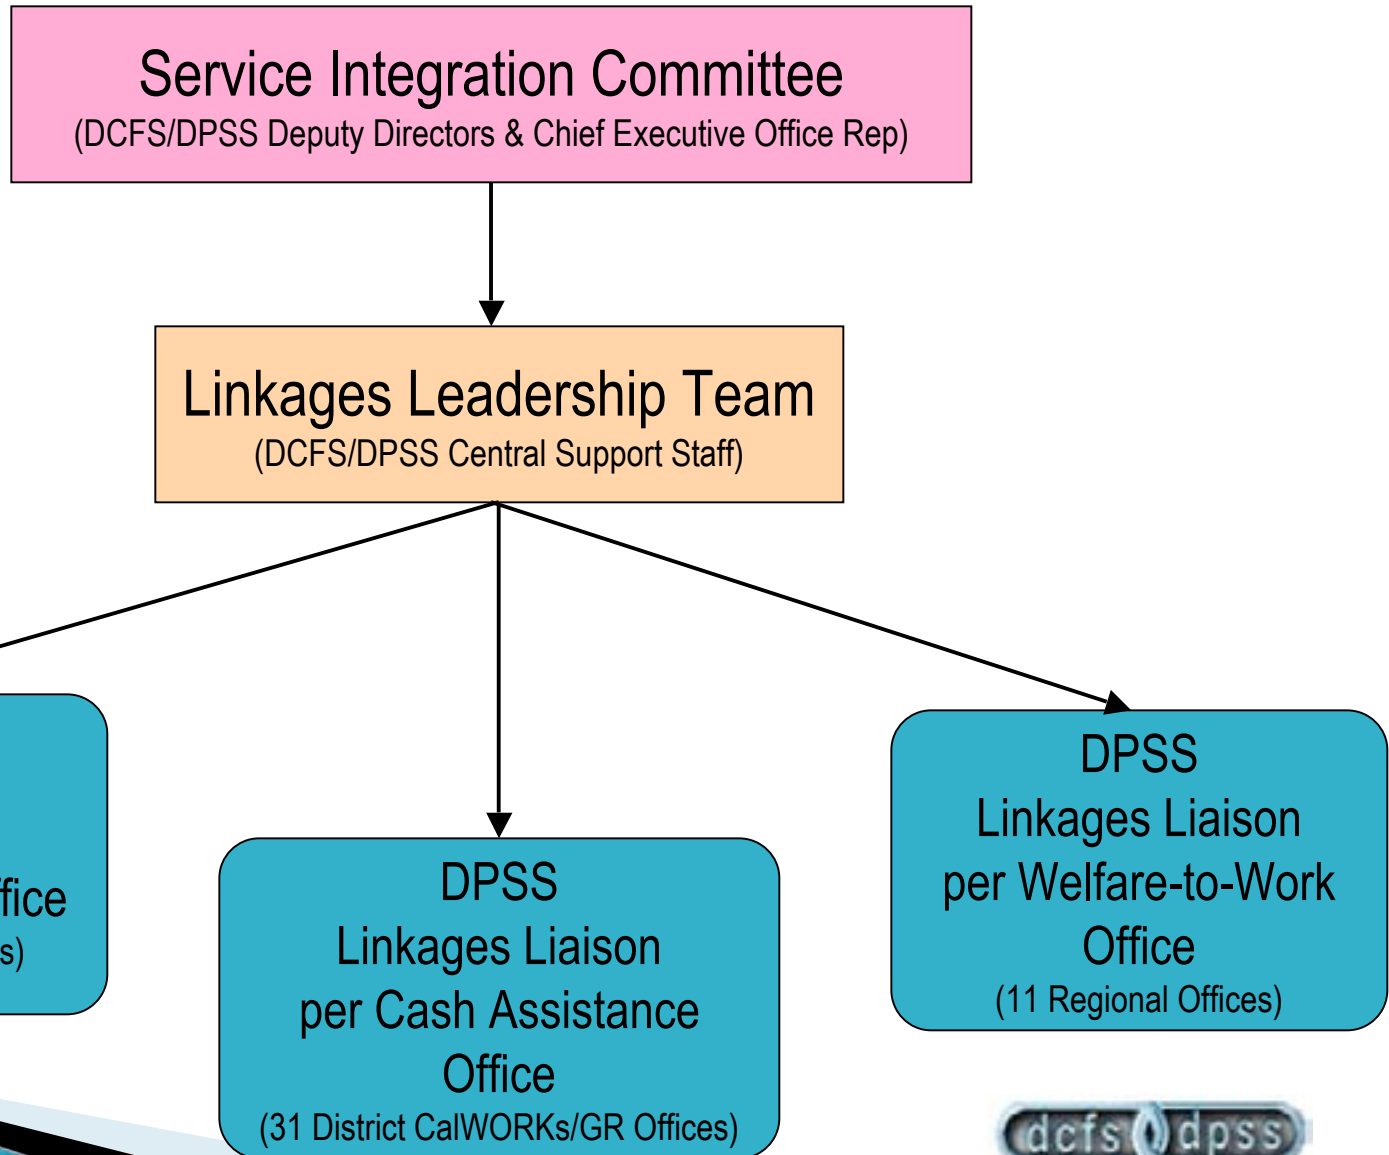 Service Integration Committee
(DCFS/DPSS Deputy Directors & Chief Executive Office Rep)
Linkages Leadership Team
(DCFS/DPSS Central Support Staff)
DPSS
Linkages Liaison
per Cash Assistance
Office
(31 District CalWORKs/GR Offices)
DPSS
Linkages Liaison
per Welfare-to-Work
Office
(11 Regional Offices)
dcfs dpss